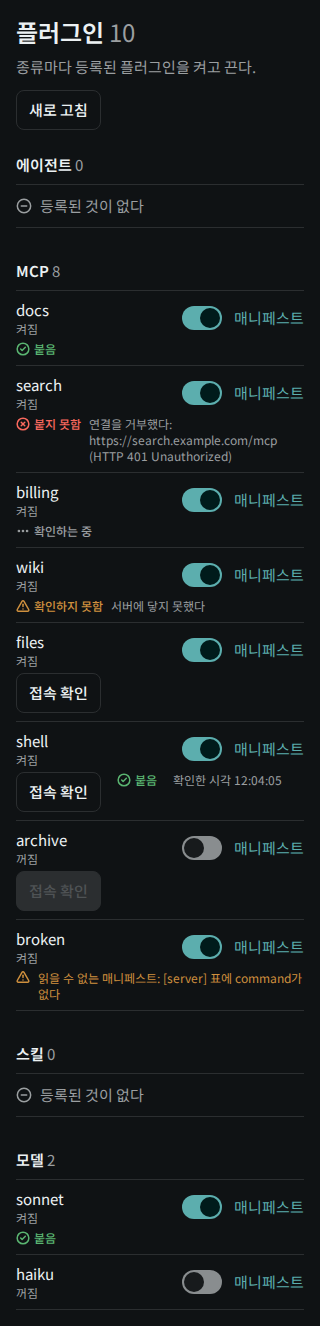 플러그인 10
종류마다 등록된 플러그인을 켜고 끈다.
새로 고침
에이전트 0
등록된 것이 없다
MCP 8
docs
켜짐
매니페스트
붙음
search
켜짐
매니페스트
붙지 못함 연결을 거부했다:
https://search.example.com/mcp
(HTTP 401 Unauthorized)
billing
켜짐
매니페스트
확인하는 중
wiki
켜짐
매니페스트
확인하지 못함 서버에 닿지 못했다
files
켜짐
매니페스트
접속 확인
shell
켜짐
매니페스트
접속 확인 붙음 확인한 시각 12:04:05
archive
꺼짐
매니페스트
접속 확인
broken
켜짐
매니페스트
읽을 수 없는 매니페스트: [server] 표에 command가
없다
스킬 0
등록된 것이 없다
모델 2
sonnet
켜짐
매니페스트
붙음
haiku
꺼짐
매니페스트